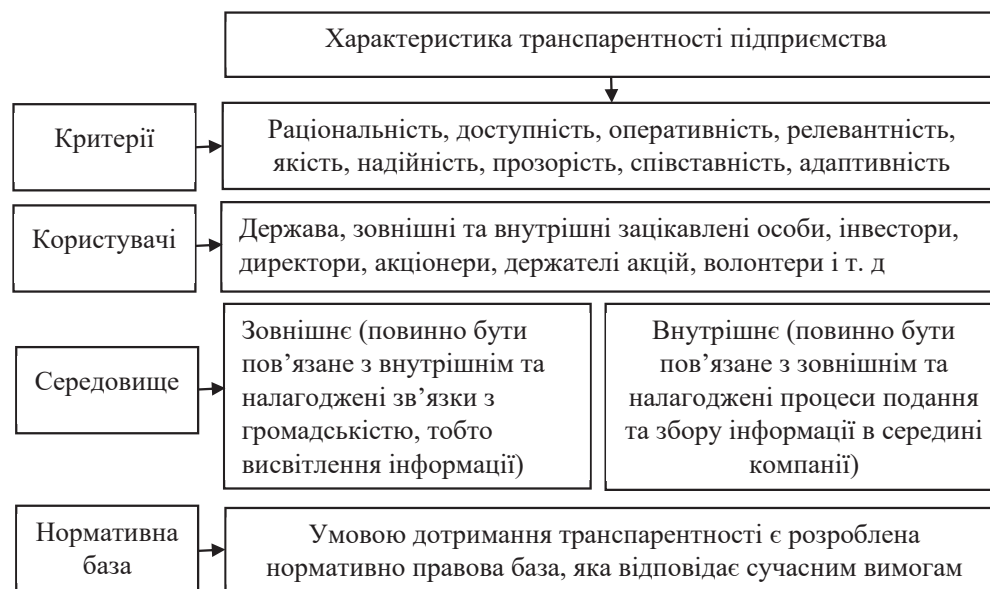 Характеристика транспарентності підприємства
Критерії
Раціональність, доступність, оперативність, релевантність,
якість, надійність, прозорість, співставність, адаптивність
Користувачі
Держава, зовнішні та внутрішні зацікавлені особи, інвестори,
директори, акціонери, держателі акцій, волонтери і т. д
Середовище
Зовнішнє (повинно бути
пов’язане з внутрішнім та
налагоджені зв’язки з
громадськістю, тобто
висвітлення інформації)
Внутрішнє (повинно бути
пов’язане з зовнішнім та
налагоджені процеси подання
та збору інформації в середині
компанії)
Нормативна
база
Умовою дотримання транспарентності є розроблена
нормативно правова база, яка відповідає сучасним вимогам